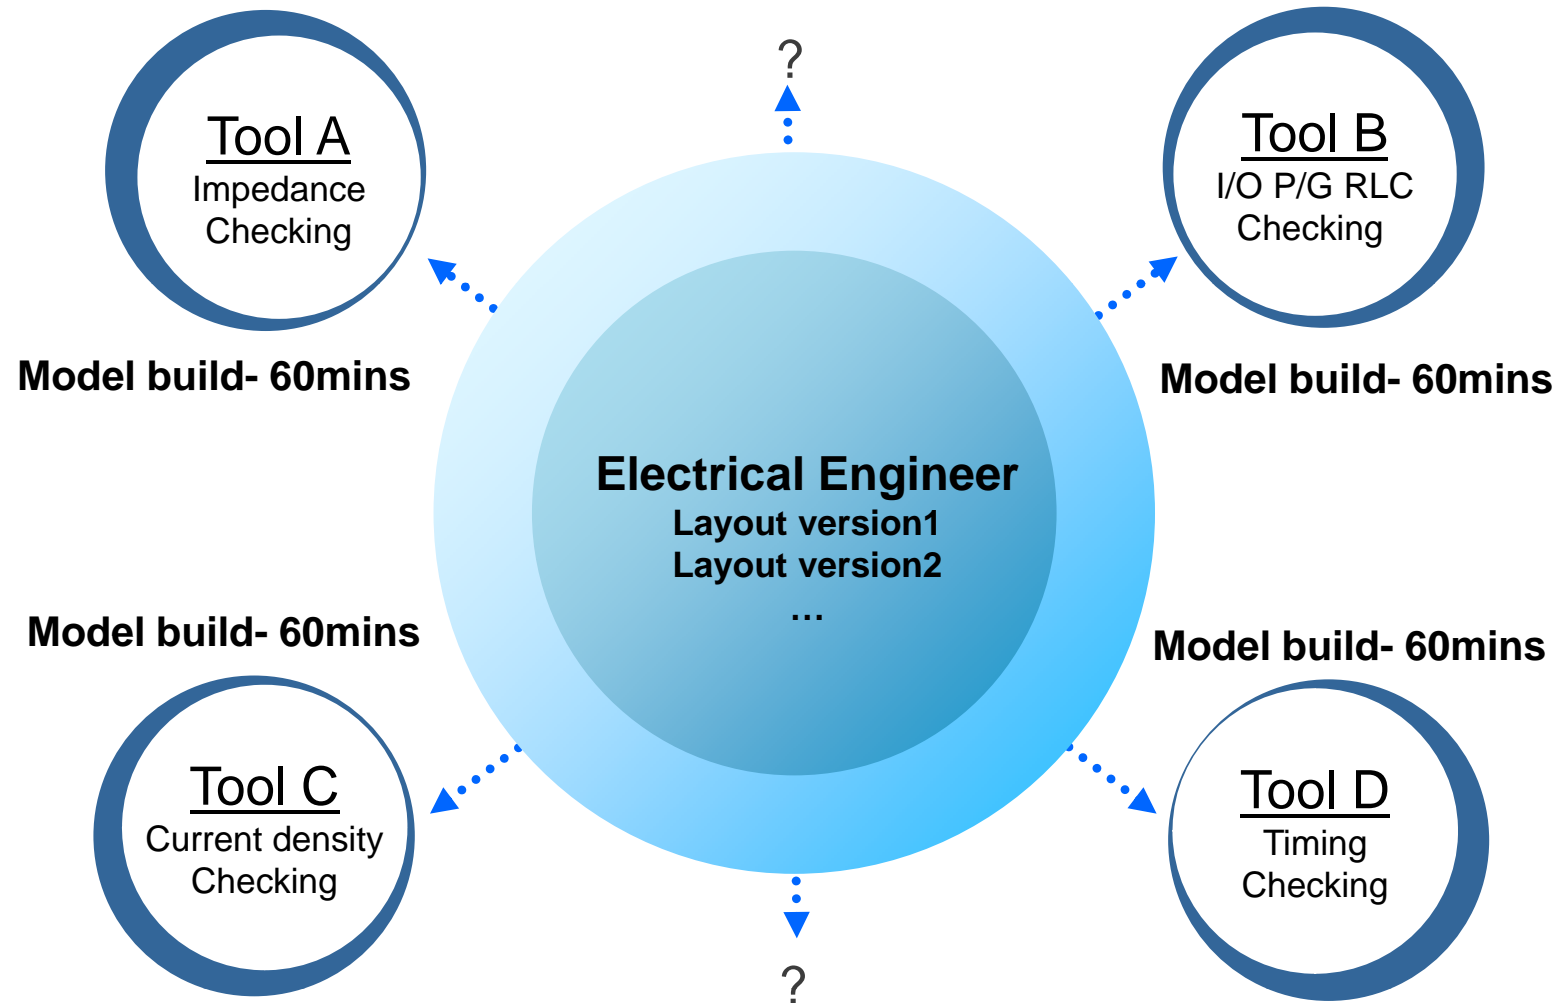 ?
Tool A
Impedance
Checking
Tool B
I/O P/G RLC
Checking
Model build- 60mins
Model build- 60mins
Electrical Engineer
Layout version1
Layout version2
...
Model build- 60mins
Model build- 60mins
Tool C
Current density
Checking
Tool D
Timing
Checking
?